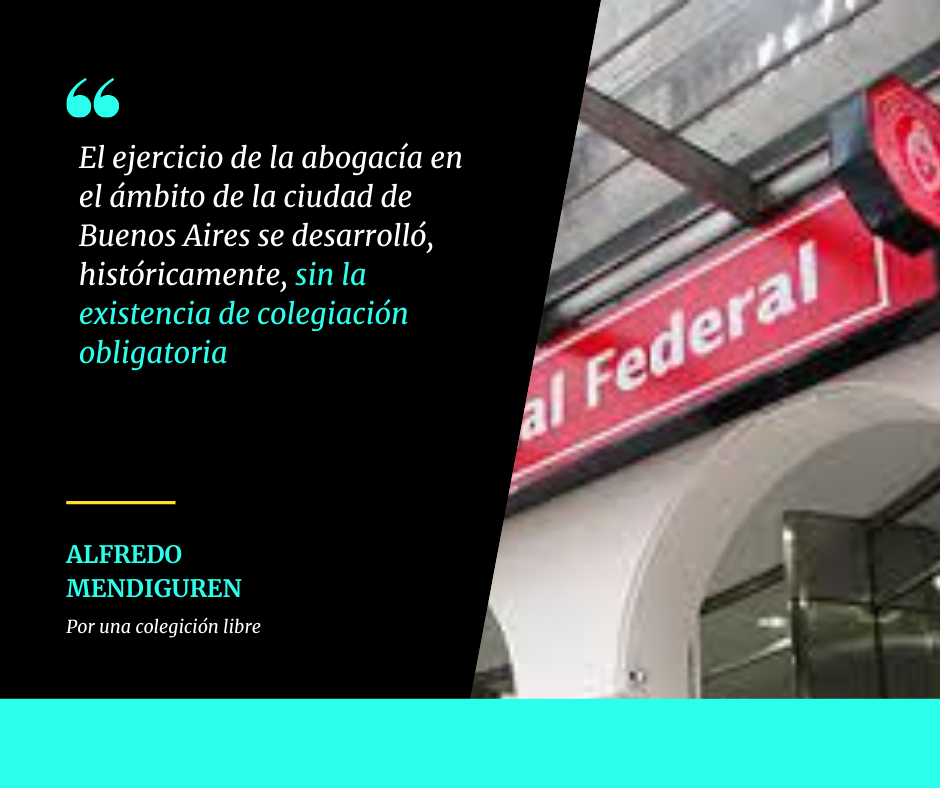 “
El ejercicio de la abogacía en
el ámbito de la ciudad de
Buenos Aires se desarrolló,
históricamente, sin la
existencia de colegiación
obligatoria
al Federal
ALFREDO
MENDIGUREN
Por una colegición libre